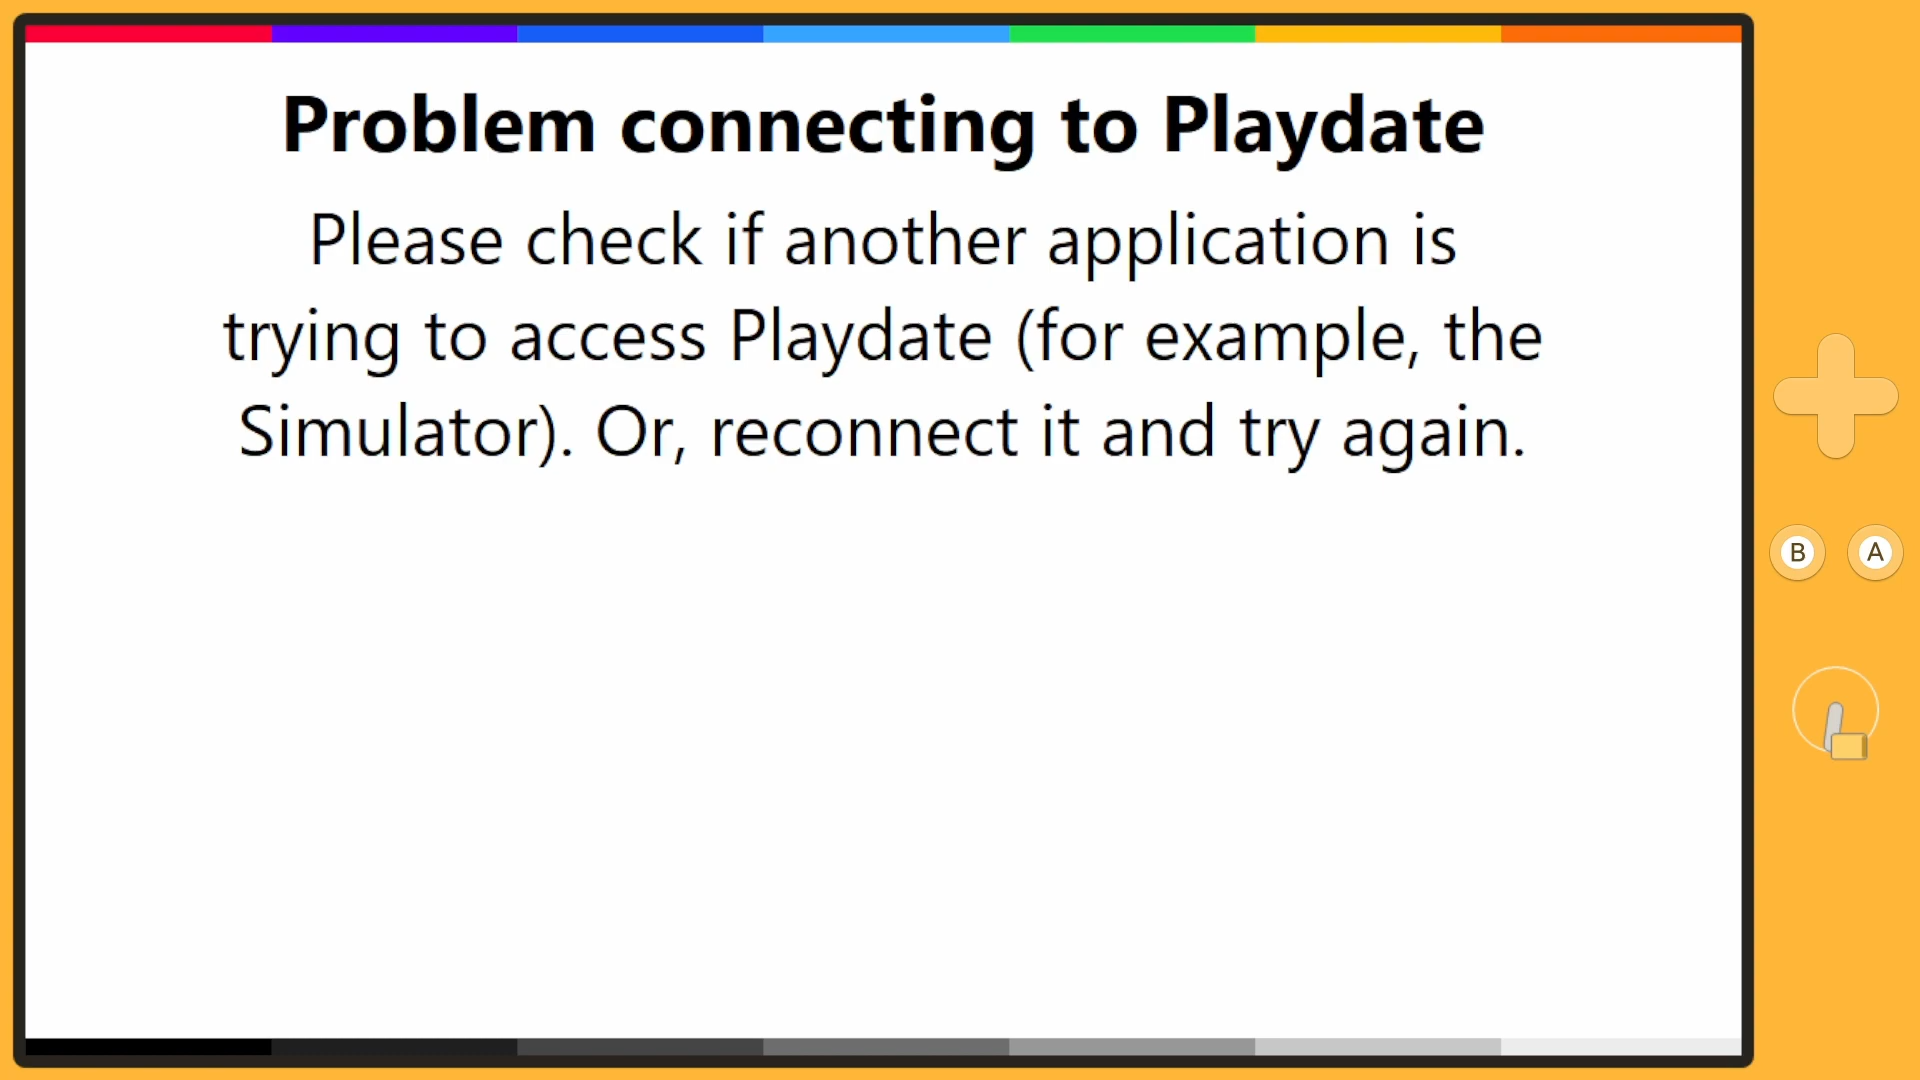 Problem connecting to Playdate
Please check if another application is
trying to access Playdate (for example, the
Simulator). Or, reconnect it and try again.
B A